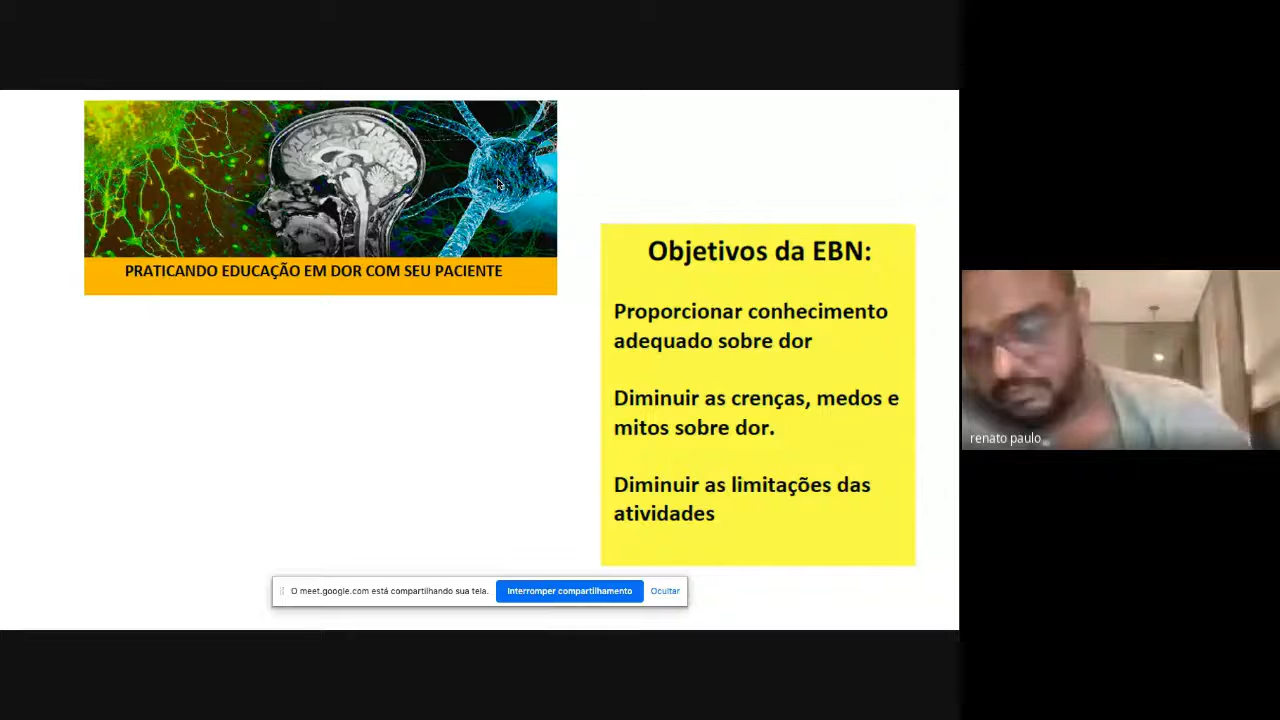 PRATICANDO EDUCAÇÃO EM DOR COM SEU PACIENTE
Objetivos da EBN:
Proporcionar conhecimento
adequado sobre dor
Diminuir as crenças, medos e
mitos sobre dor.
Diminuir as limitações das
atividades
renato paulo
O meet.google.com está compartilhando sua tela. Interromper compartilhamento Ocultar